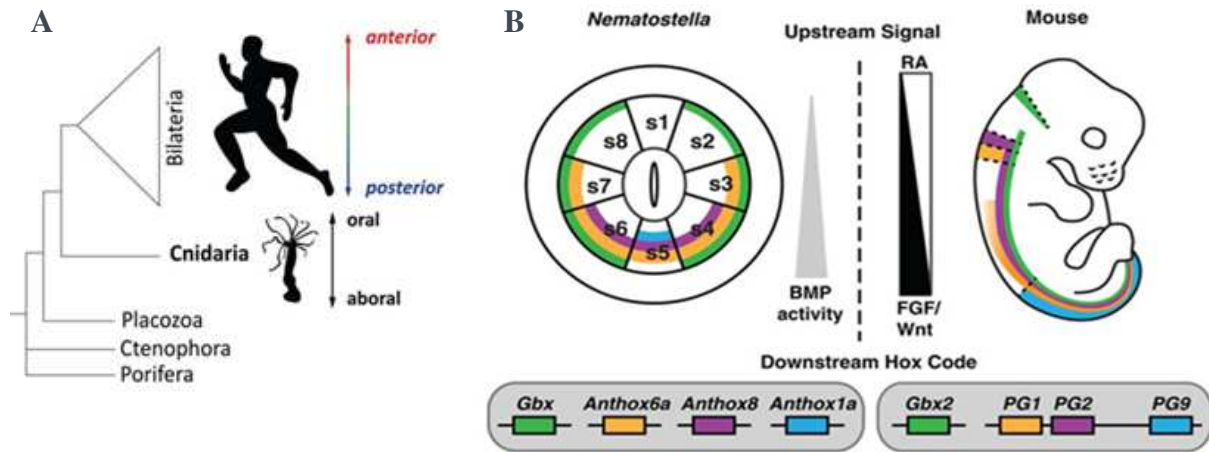 A
anterior
Bilateria
posterior
oral
Cnidaria
aboral
Placozoa
Ctenophora
Porifera
B
Nematostella
Upstream Signal
Mouse
s1
s2
s3
s4
s5
s6
s7
s8
RA
BMP
activity
FGF/
Wnt
Downstream Hox Code
Gbx Anthox6a Anthox8 Anthox1a
Gbx2 PG1 PG2 PG9